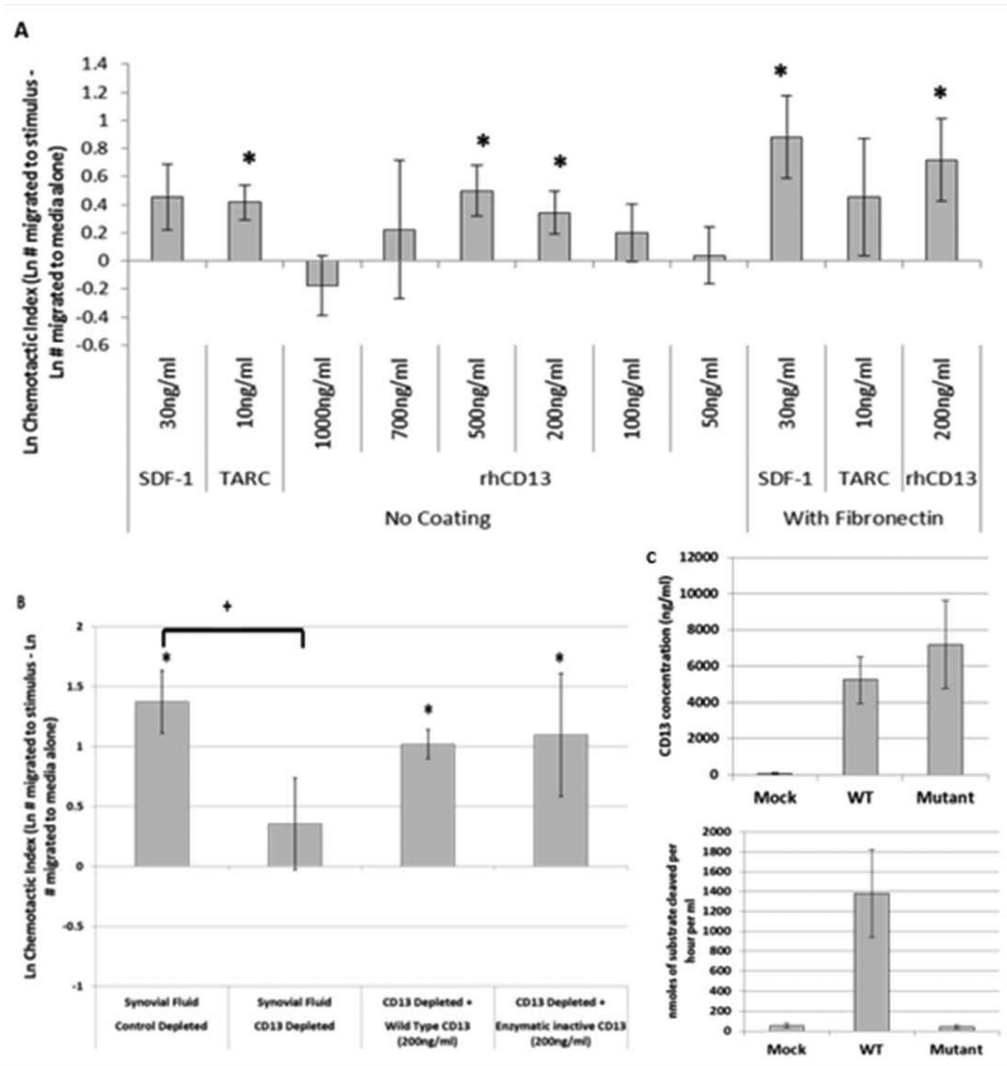 A
Ln Chemotactic Index (Ln # migrated to stimulus -
Ln # migrated to media alone)
1.4
1.2
1
0.8
0.6
0.4
0.2
0
-0.2
-0.4
-0.6
* * * * *
30ng/ml 10ng/ml 1000ng/ml 700ng/ml 500ng/ml 200ng/ml 100ng/ml 50ng/ml 30ng/ml 10ng/ml 200ng/ml
SDF-1 TARC rhCD13 SDF-1 TARC rhCD13
No Coating With Fibronectin
B
+
Ln Chemotactic Index (Ln # migrated to stimulus - Ln
# migrated to media alone)
2
1.5
1
0.5
0
-0.5
-1
* * *
Synovial Fluid
Control Depleted
Synovial Fluid
CD13 Depleted
CD13 Depleted +
Wild Type CD13
(200ng/ml)
CD13 Depleted +
Enzymatic inactive CD13
(200ng/ml)
C
CD13 concentration (ng/ml)
12000
10000
8000
6000
4000
2000
0
Mock WT Mutant
nmoles of substrate cleaved per
hour per ml
2000
1800
1600
1400
1200
1000
800
600
400
200
0
Mock WT Mutant